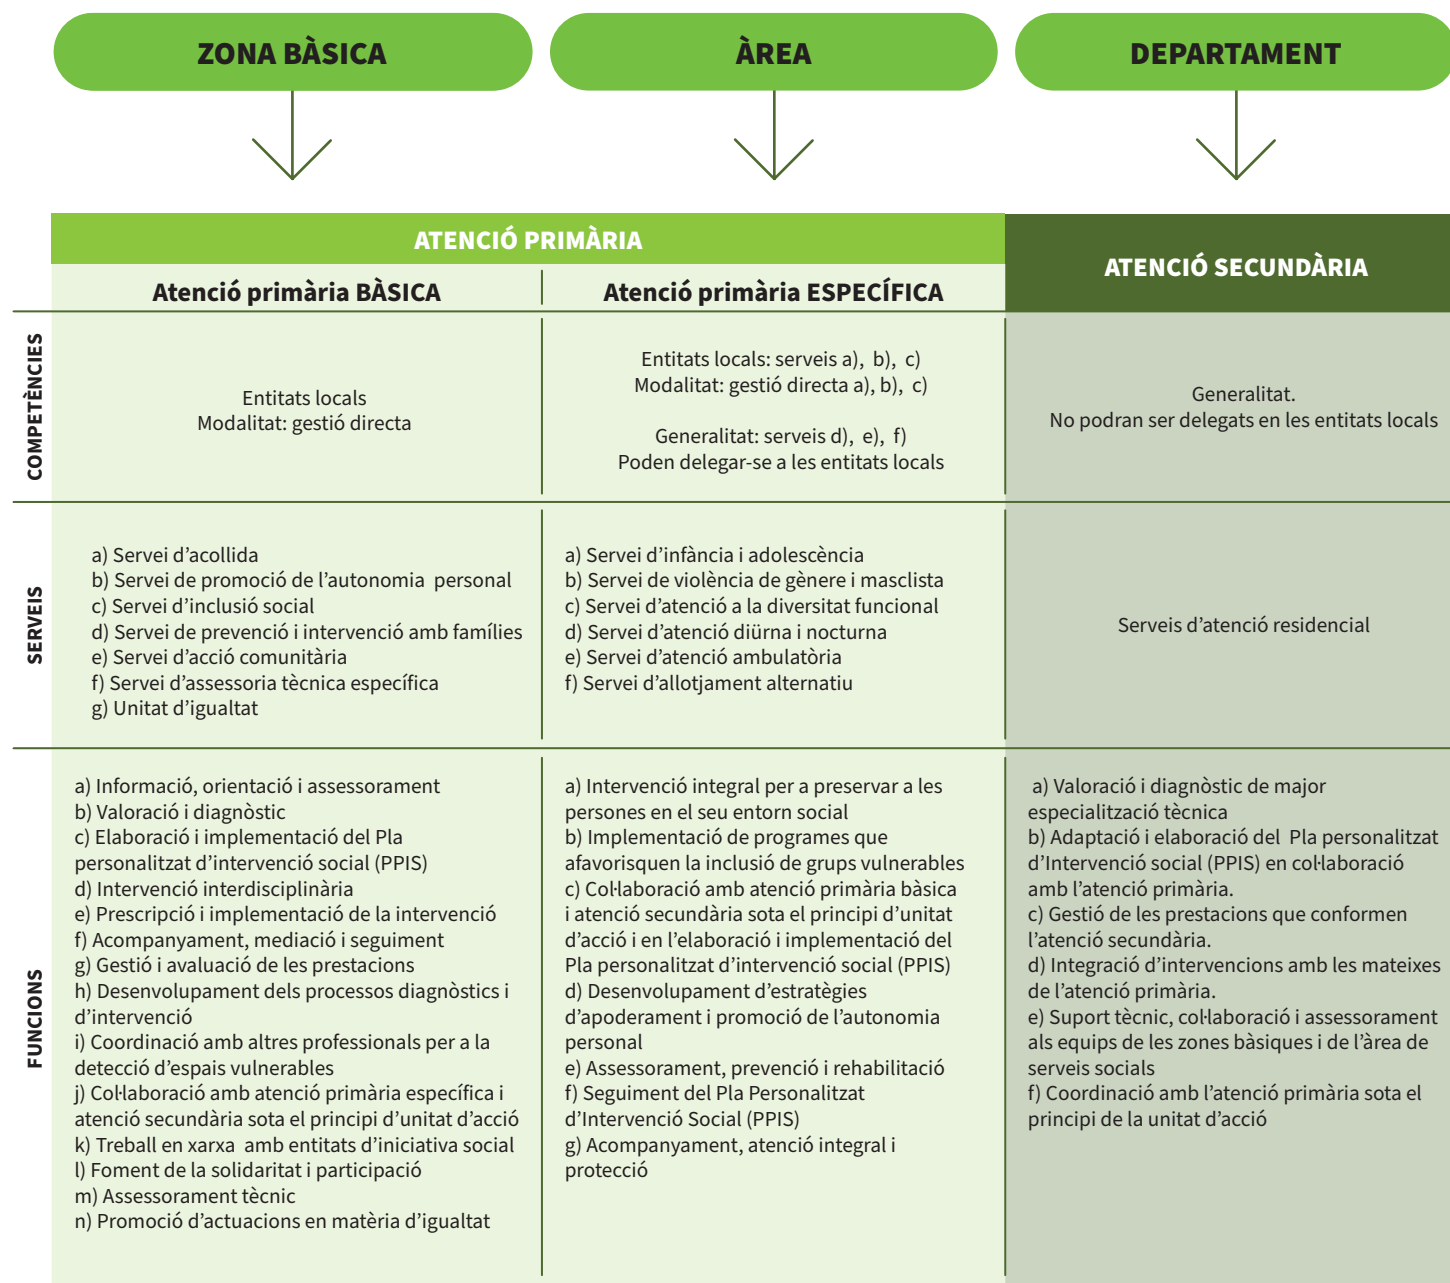 ZONA BÀSICA
ÀREA
DEPARTAMENT
ATENCIÓ PRIMÀRIA
ATENCIÓ SECUNDÀRIA
Atenció primària BÀSICA
Atenció primària ESPECÍFICA
COMPETÈNCIES
Entitats locals
Modalitat: gestió directa
Entitats locals: serveis a), b), c)
Modalitat: gestió directa a), b), c)
Generalitat: serveis d), e), f)
Poden delegar-se a les entitats locals
Generalitat.
No podran ser delegats en les entitats locals
SERVEIS
a) Servei d’acollida
b) Servei de promoció de l’autonomia personal
c) Servei d’inclusió social
d) Servei de prevenció i intervenció amb famílies
e) Servei d’acció comunitària
f) Servei d’assessoria tècnica específica
g) Unitat d’igualtat
a) Servei d’infància i adolescència
b) Servei de violència de gènere i masclista
c) Servei d’atenció a la diversitat funcional
d) Servei d’atenció diürna i nocturna
e) Servei d’atenció ambulatòria
f) Servei d’allotjament alternatiu
Serveis d’atenció residencial
FUNCIONS
a) Informació, orientació i assessorament
b) Valoració i diagnòstic
c) Elaboració i implementació del Pla
personalitzat d’intervenció social (PPIS)
d) Intervenció interdisciplinària
e) Prescripció i implementació de la intervenció
f) Acompanyament, mediació i seguiment
g) Gestió i avaluació de les prestacions
h) Desenvolupament dels processos diagnòstics i
d’intervenció
i) Coordinació amb altres professionals per a la
detecció d’espais vulnerables
j) Col·laboració amb atenció primària específica i
atenció secundària sota el principi d’unitat d’acció
k) Treball en xarxa amb entitats d’iniciativa social
l) Foment de la solidaritat i participació
m) Assessorament tècnic
n) Promoció d’actuacions en matèria d’igualtat
a) Intervenció integral per a preservar a les
persones en el seu entorn social
b) Implementació de programes que
afavorisquen la inclusió de grups vulnerables
c) Col·laboració amb atenció primària bàsica
i atenció secundària sota el principi d’unitat
d’acció i en l’elaboració i implementació del
Pla personalitzat d’intervenció social (PPIS)
d) Desenvolupament d’estratègies
d’apoderament i promoció de l’autonomia
personal
e) Assessorament, prevenció i rehabilitació
f) Seguiment del Pla Personalitzat
d’Intervenció Social (PPIS)
g) Acompanyament, atenció integral i
protecció
a) Valoració i diagnòstic de major
especialització tècnica
b) Adaptació i elaboració del Pla personalitzat
d’Intervenció social (PPIS) en col·laboració
amb l’atenció primària.
c) Gestió de les prestacions que conformen
l’atenció secundària.
d) Integració d’intervencions amb les mateixes
de l’atenció primària.
e) Suport tècnic, col·laboració i assessorament
als equips de les zones bàsiques i de l’àrea de
serveis socials
f) Coordinació amb l’atenció primària sota el
principi de la unitat d’acció